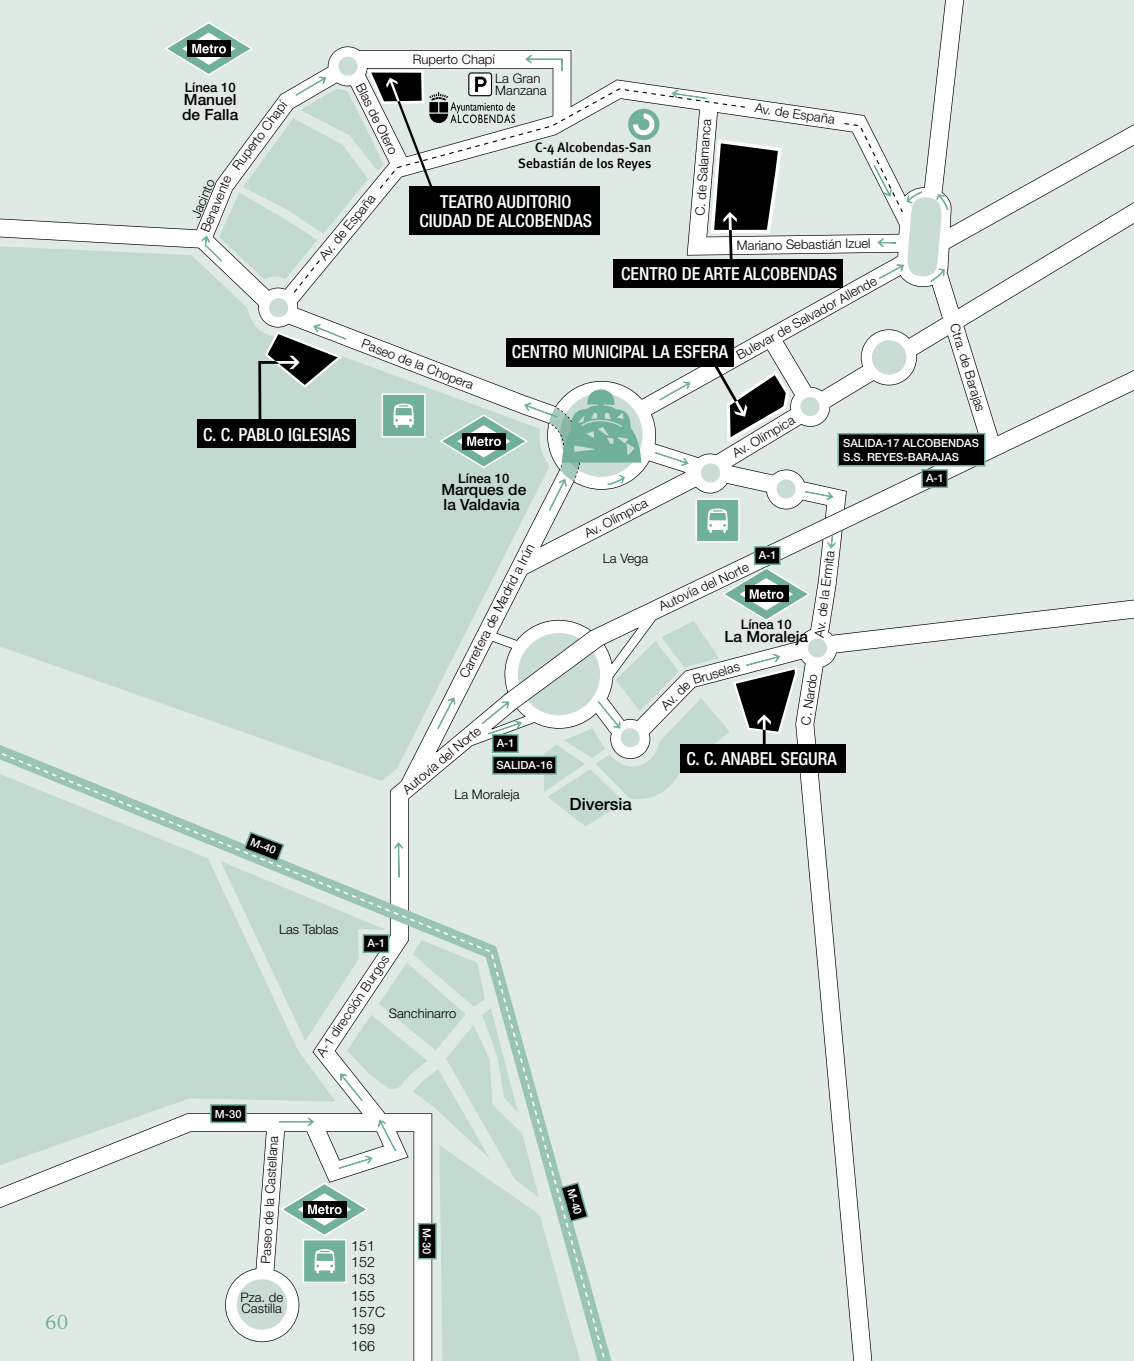 Metro
Línea 10
Manuel
de Falla
Ruperto Chapí
La Gran
Manzana
P
Ayuntamiento de
ALCOBENDAS
Blas de Otero
Ruperto Chapí
Jacinto
Benavente
Av. de España
C-4 Alcobendas-San
Sebastián de los Reyes
Av. de España
C. de Salamanca
TEATRO AUDITORIO
CIUDAD DE ALCOBENDAS
Mariano Sebastián Izuel
CENTRO DE ARTE ALCOBENDAS
Bulevar de Salvador Allende
Ctra. de Barajas
CENTRO MUNICIPAL LA ESFERA
Paseo de la Chopera
C. C. PABLO IGLESIAS
Metro
Línea 10
Marques de
la Valdavia
Av. Olímpica
SALIDA-17 ALCOBENDAS
S.S. REYES-BARAJAS
A-1
Av. Olímpica
La Vega
A-1
Autovía del Norte
Metro
Línea 10
La Moraleja
Av. de la Ermita
Carretera de Madrid a Irún
Av. de Bruselas
C. Nardo
C. C. ANABEL SEGURA
Autovía del Norte
A-1
SALIDA-16
La Moraleja
Diversia
M-40
Las Tablas
A-1
A-1 dirección Burgos
Sanchinarro
M-30
Paseo de la Castellana
Metro
M-40
M-30
151
152
153
155
157C
159
166
Pza. de
Castilla
60